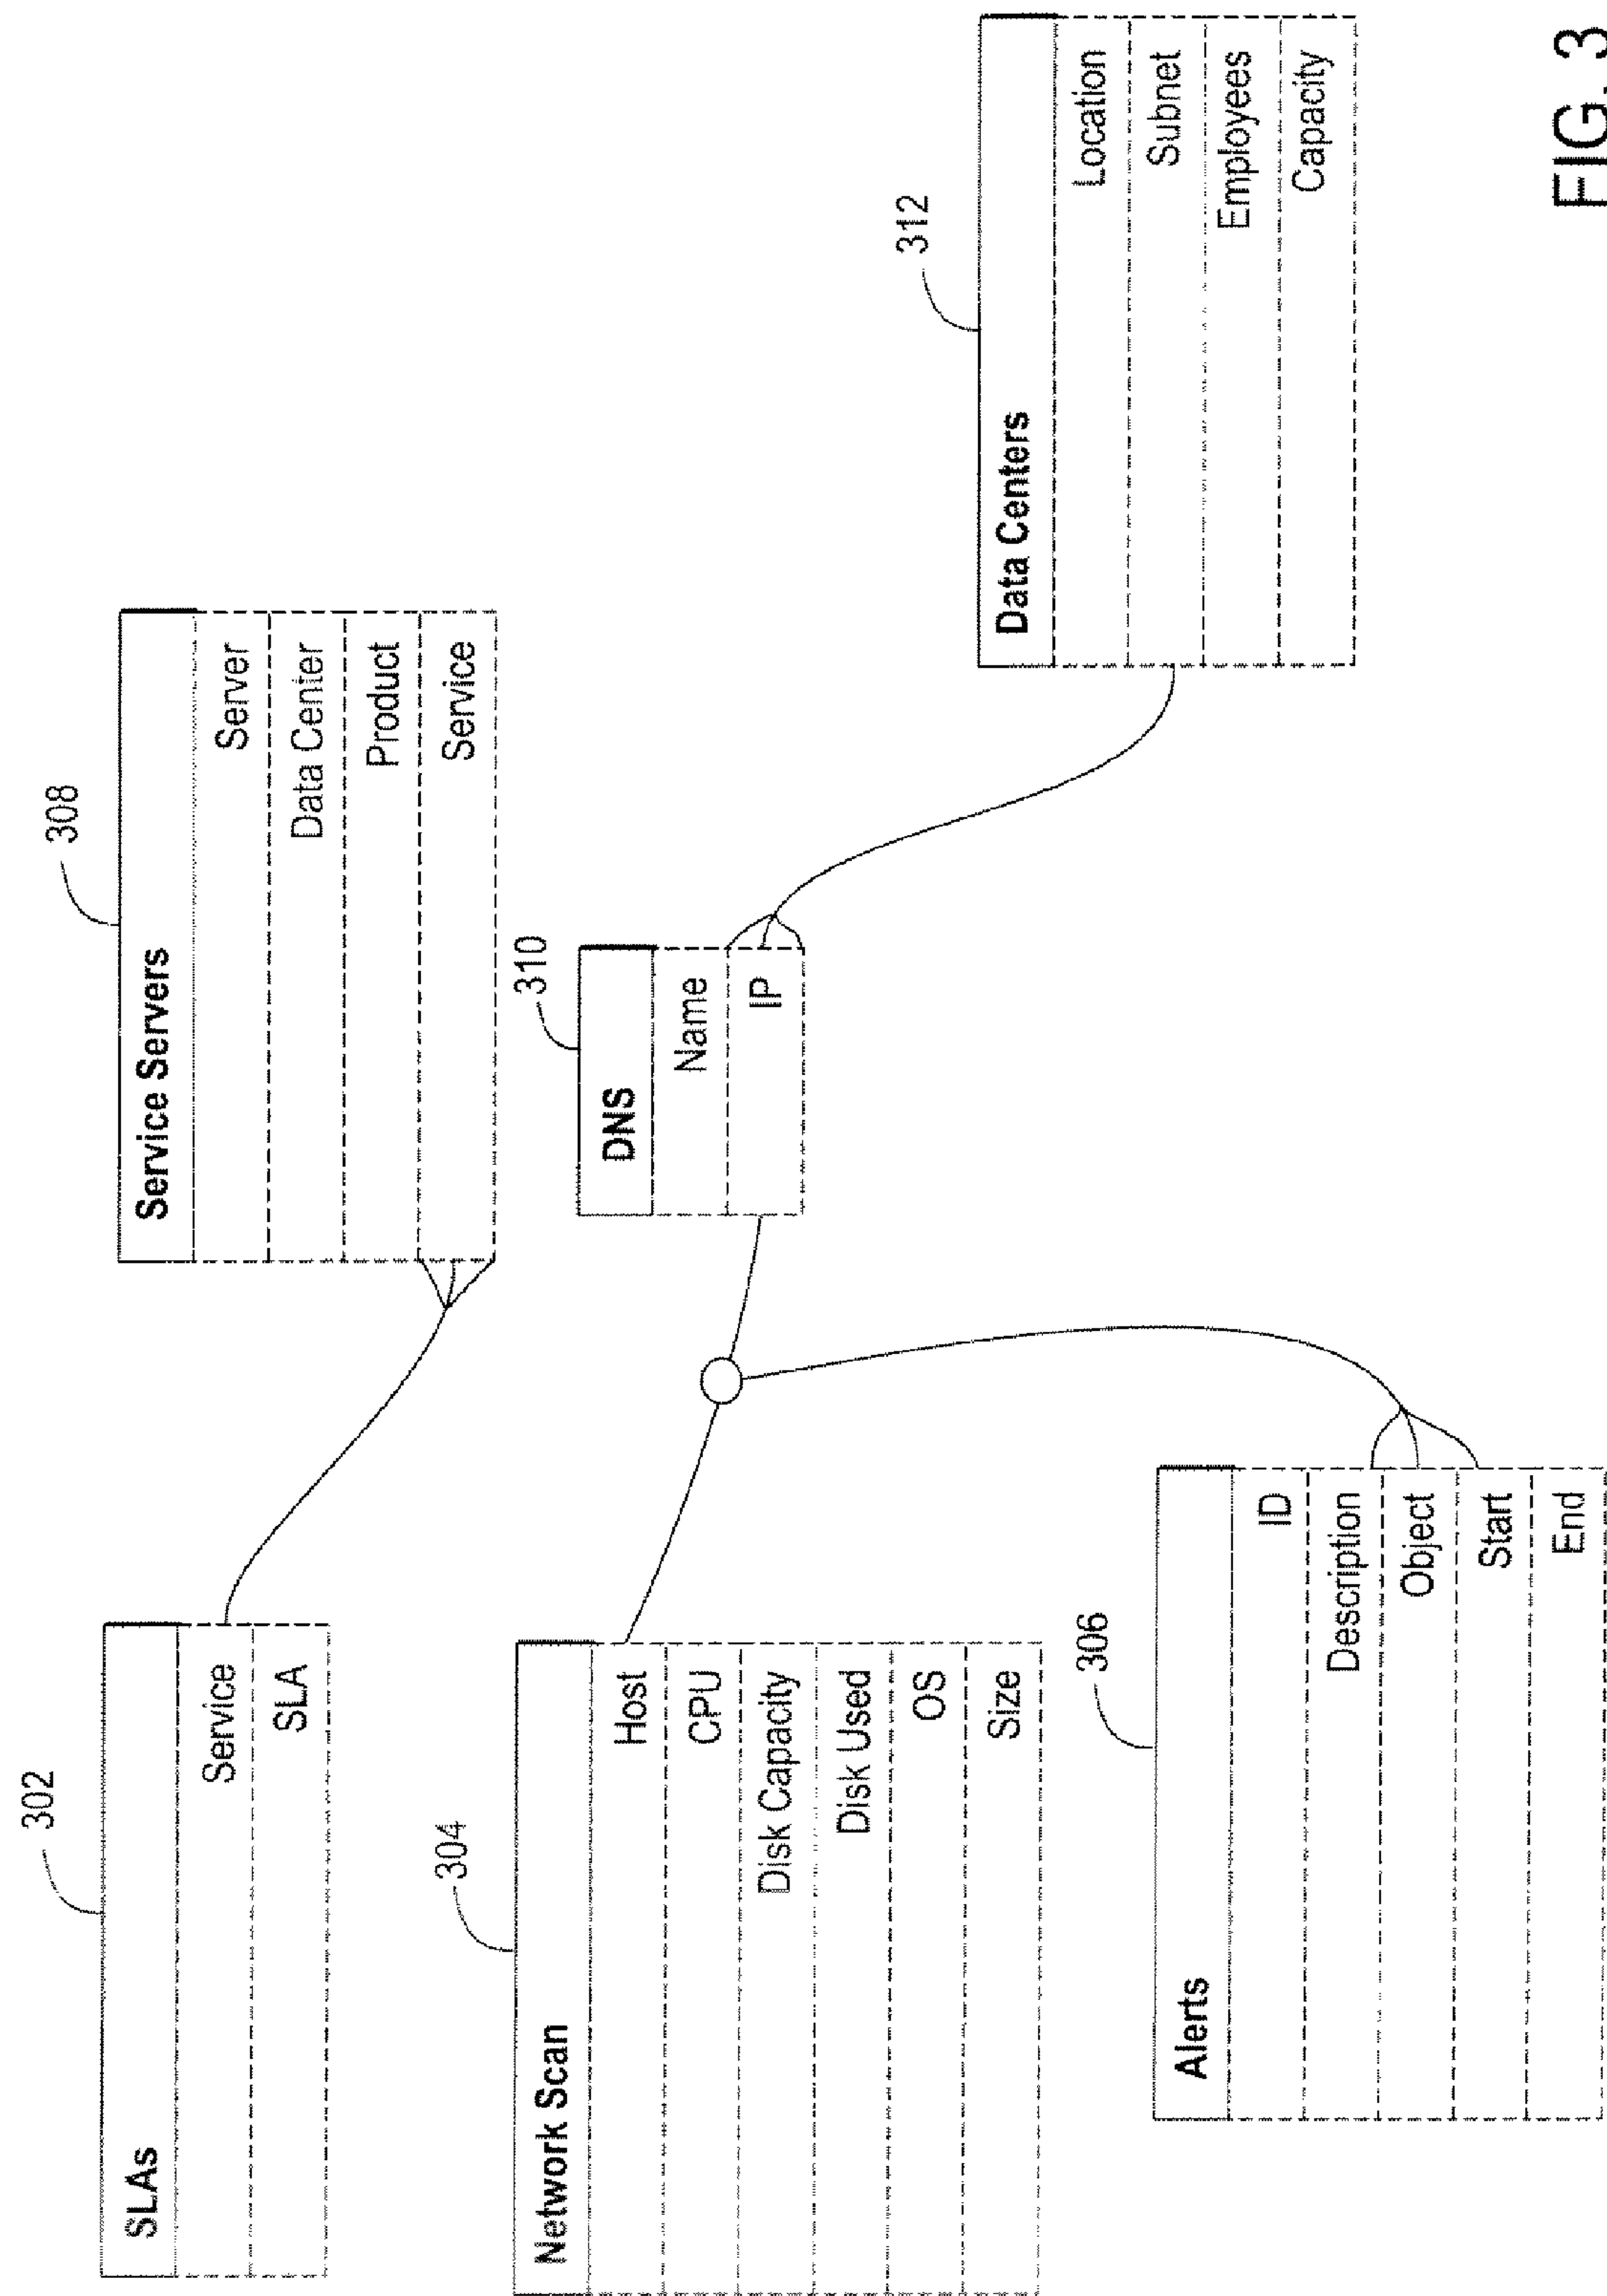 302
SLAs
Service
SLA
304
Network Scan
Host
CPU
Disk Capacity
Disk Used
OS
Size
306
Alerts
ID
Description
Object
Start
End
308
Service Servers
Server
Data Center
Product
Service
310
DNS
Name
IP
312
Data Centers
Location
Subnet
Employees
Capacity
FIG. 3